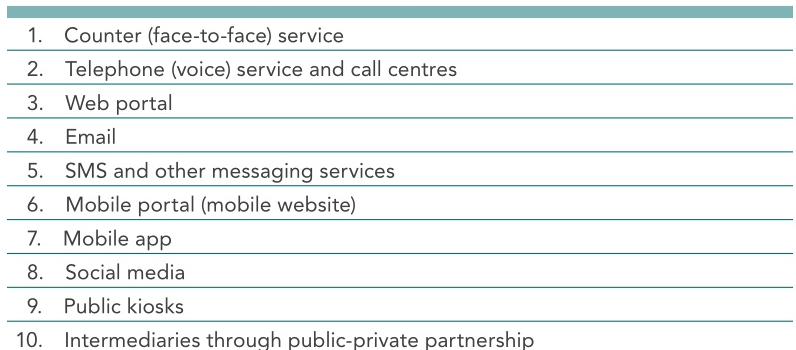 1. Counter (face-to-face) service
2. Telephone (voice) service and call centres
3. Web portal
4. Email
5. SMS and other messaging services
6. Mobile portal (mobile website)
7. Mobile app
8. Social media
9. Public kiosks
10. Intermediaries through public-private partnership